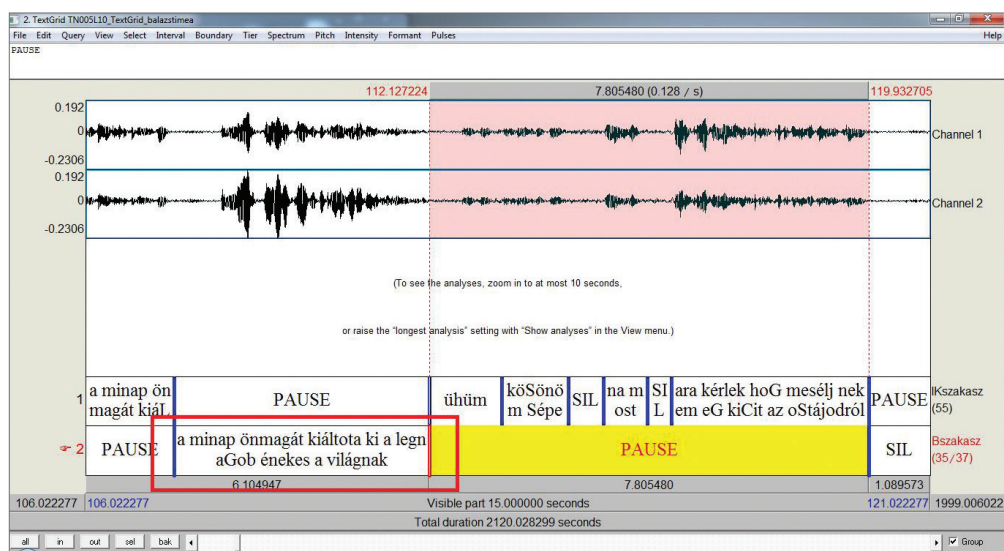 2. TextGrid TN005L10_TextGrid_balazstimea
File Edit Query View Select Interval Boundary Tier Spectrum Pitch Intensity Formant Pulses Help
PAUSE
112.127224 7.805480 (0.128 / s) 119.932705
0.192
0 Channel 1
-0.2306
0.192
0 Channel 2
-0.2306
(To see the analyses, zoom in to at most 10 seconds,
or raise the "longest analysis" setting with "Show analyses" in the View menu.)
1 a minap ön magát kiáL PAUSE ühüm köSönö m Sépe SIL na m ost SI L ara kérlek hoG mesélj nek em eG kiCit az oStájodról PAUSE IKszakasz (55)
2 PAUSE a minap önmagát kiáltota ki a legn aGob énekes a világnak PAUSE SIL Bszakasz (35/37)
6.104947 7.805480 1.089573
106.022277 106.022277 Visible part 15.000000 seconds 121.022277 1999.006022
Total duration 2120.028299 seconds
all in out sel bak Group